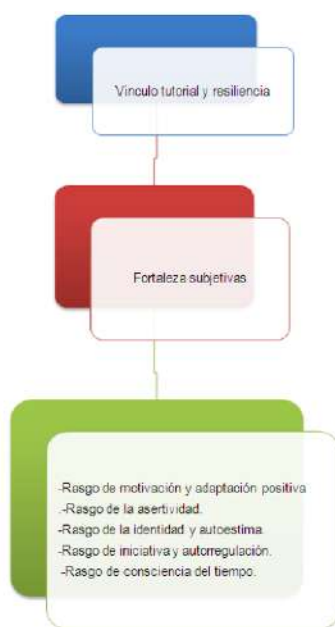 Vinculo tutorial y resiliencia
Fortaleza subjetivas
-Rasgo de motivación y adaptación positiva
.-Rasgo de la asertividad.
-Rasgo de la identidad y autoestima.
-Rasgo de iniciativa y autorregulación.
-Rasgo de consciencia del tiempo.